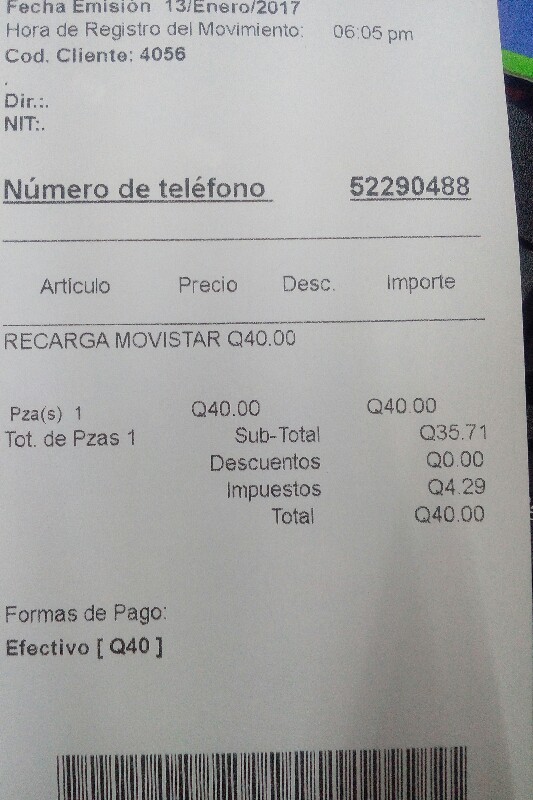 Fecha Emisión 13/Enero/2017
Hora de Registro del Movimiento: 06:05 pm
Cod. Cliente: 4056
.
Dir.:.
NIT:.
Número de teléfono 52290488
Artículo Precio Desc. Importe
RECARGA MOVISTAR Q40.00
Pza(s) 1 Q40.00 Q40.00
Tot. de Pzas 1 Sub-Total Q35.71
Descuentos Q0.00
Impuestos Q4.29
Total Q40.00
Formas de Pago:
Efectivo [ Q40 ]